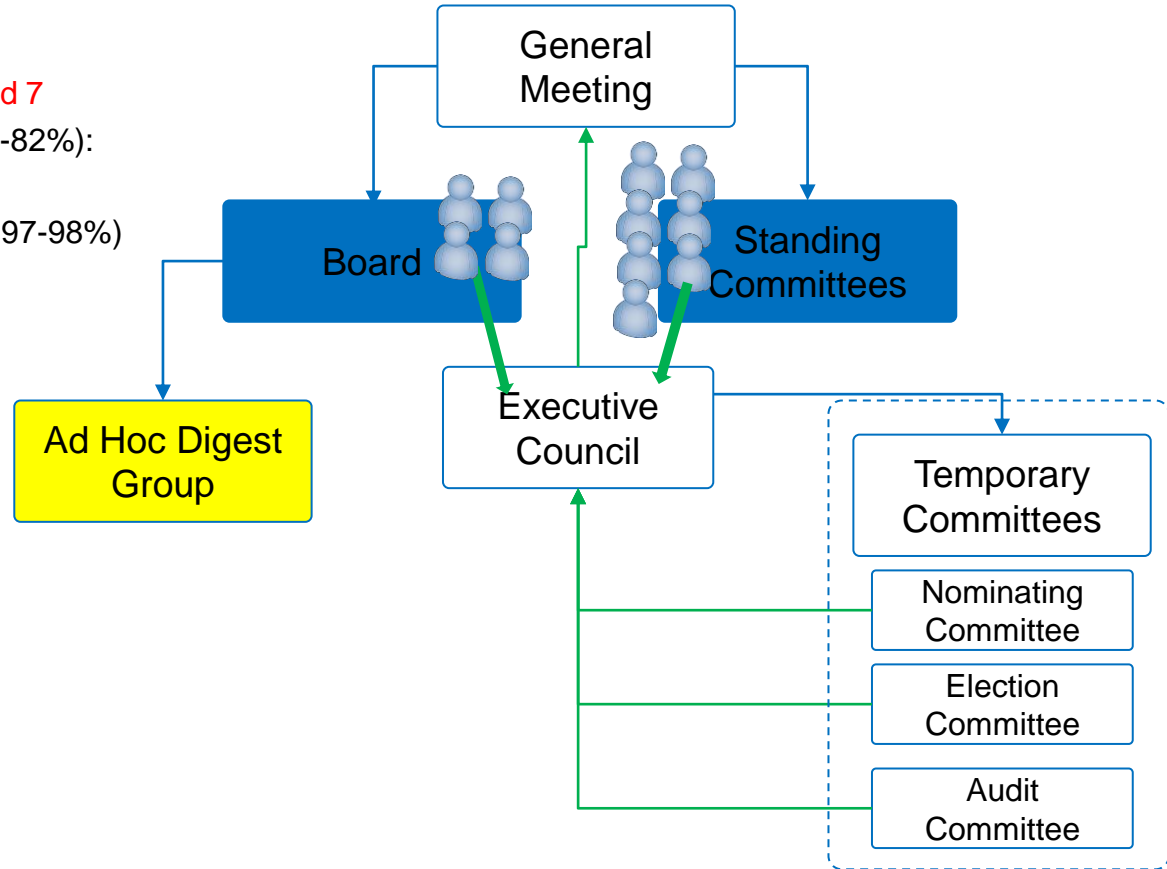 General
Meeting
d 7
-82%):
97-98%)
Board
Standing
Committees
Executive
Council
Ad Hoc Digest
Group
Temporary
Committees
Nominating
Committee
Election
Committee
Audit
Committee